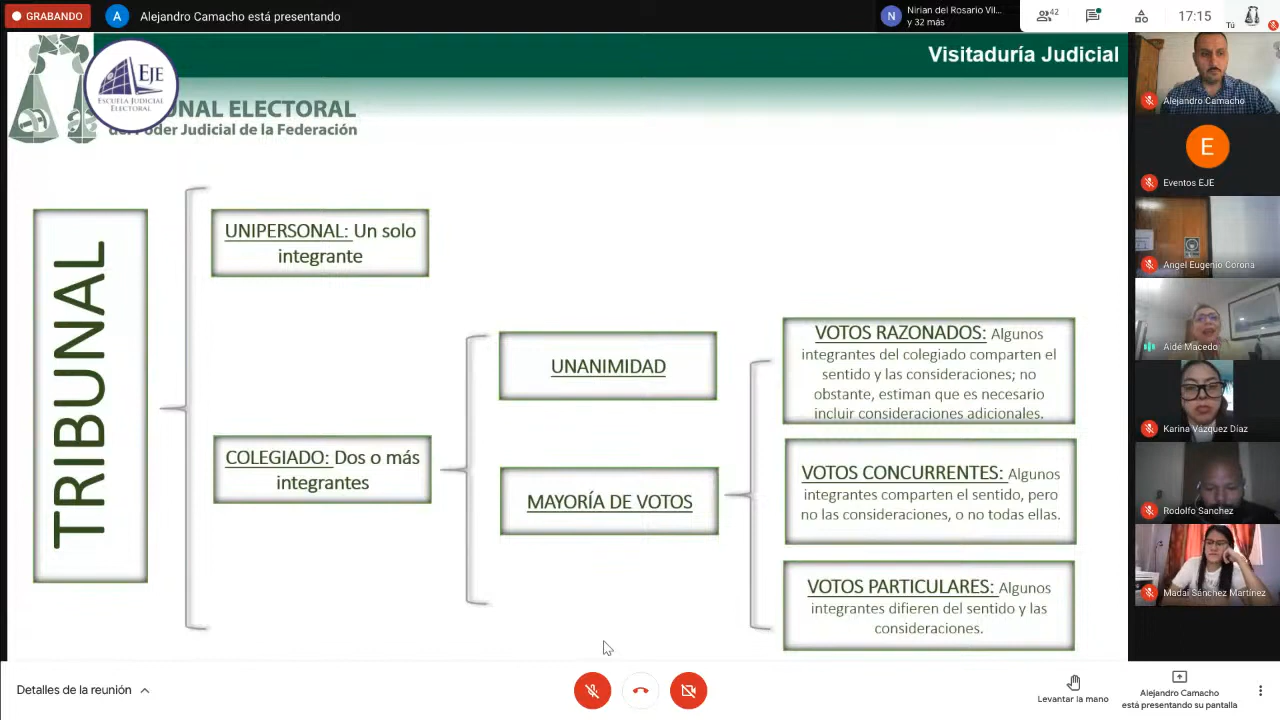 GRABANDO
A
Alejandro Camacho está presentando
N
Nirian del Rosario Vil...
y 32 más
42
17:15
Tú
Visitaduría Judicial
EJE
ESCUELA JUDICIAL
ELECTORAL
NAL ELECTORAL
del Poder Judicial de la Federación
TRIBUNAL
UNIPERSONAL: Un solo
integrante
COLEGIADO: Dos o más
integrantes
UNANIMIDAD
MAYORÍA DE VOTOS
VOTOS RAZONADOS: Algunos
integrantes del colegiado comparten el
sentido y las consideraciones; no
obstante, estiman que es necesario
incluir consideraciones adicionales.
VOTOS CONCURRENTES: Algunos
integrantes comparten el sentido, pero
no las consideraciones, o no todas ellas.
VOTOS PARTICULARES: Algunos
integrantes difieren del sentido y las
consideraciones.
Alejandro Camacho
E
Eventos EJE
Angel Eugenio Corona
Aidé Macedo
Karina Vázquez Díaz
Rodolfo Sanchez
Madai Sánchez Martínez
Detalles de la reunión
Levantar la mano
Alejandro Camacho
está presentando su pantalla